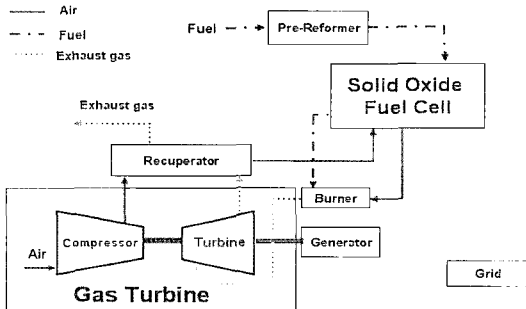 Air
Fuel
Exhaust gas
Fuel
Pre-Reformer
Solid Oxide
Fuel Cell
Exhaust gas
Recuperator
Burner
Air
Compressor
Turbine
Generator
Gas Turbine
Grid